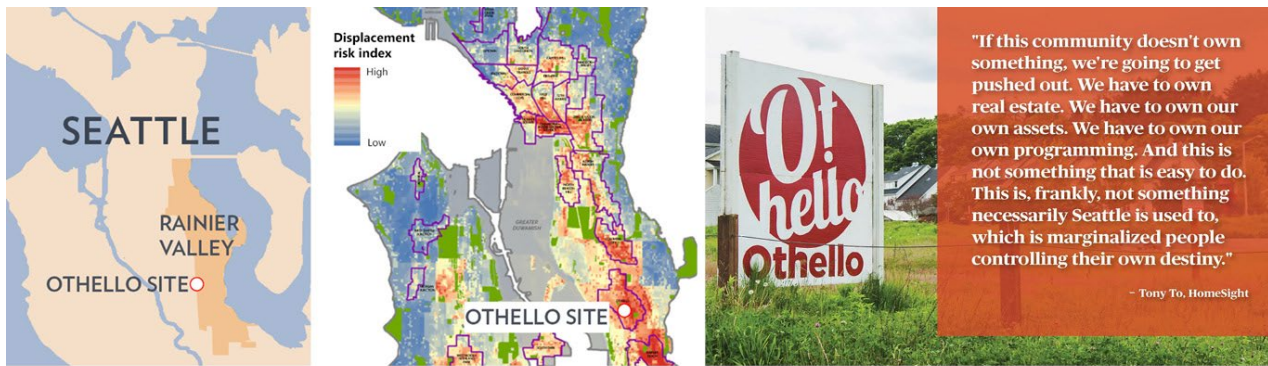 SEATTLE
RAINIER
VALLEY
OTHELLO SITE
Displacement
risk index
High
Low
GREATER
DUWAMISH
OTHELLO SITE
O!
hello
Othello
"If this community doesn't own
something, we're going to get
pushed out. We have to own
real estate. We have to own our
own assets. We have to own our
own programming. And this is
not something that is easy to do.
This is, frankly, not something
necessarily Seattle is used to,
which is marginalized people
controlling their own destiny."
– Tony To, HomeSight